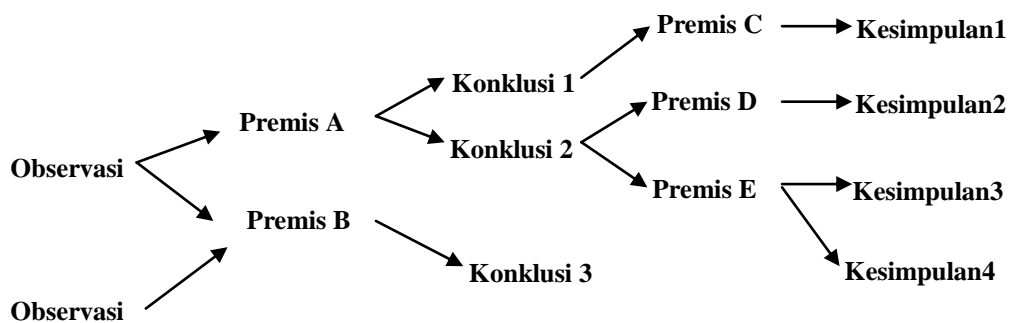 Premis C
Kesimpulan1
Konklusi 1
Premis D
Kesimpulan2
Premis A
Konklusi 2
Observasi
Premis E
Kesimpulan3
Premis B
Konklusi 3
Kesimpulan4
Observasi